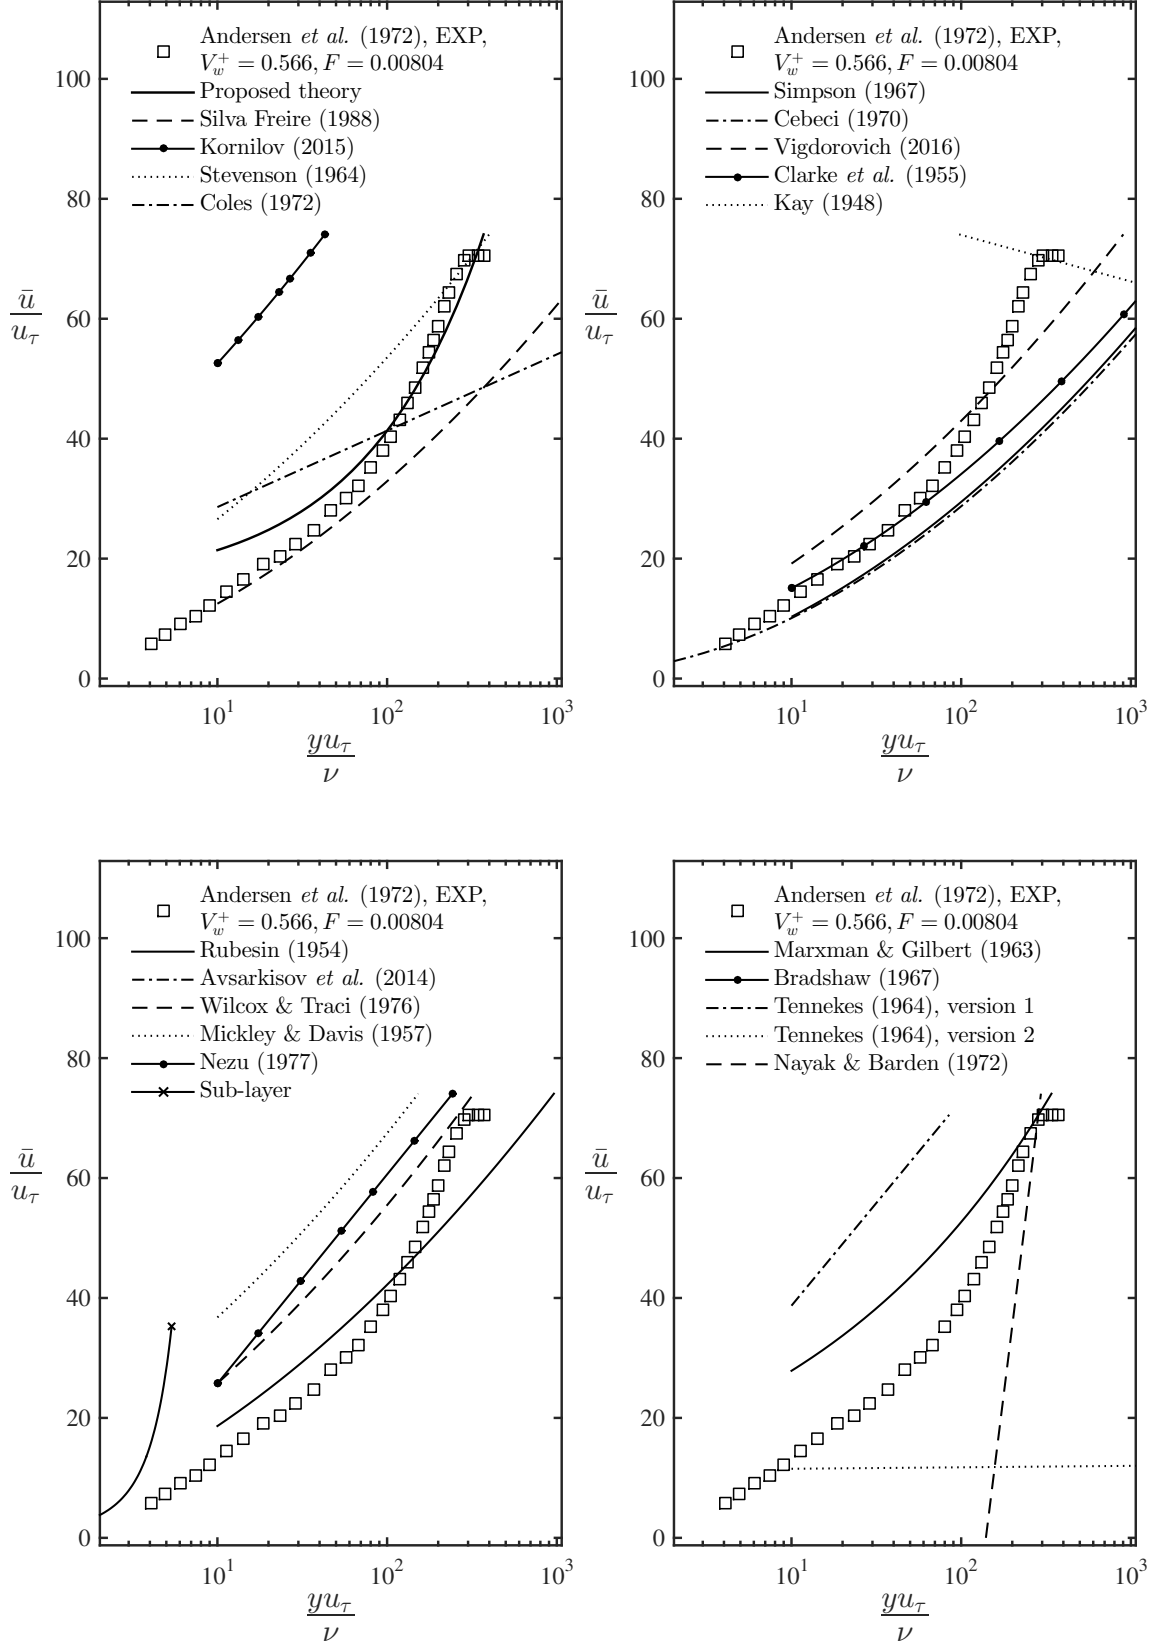 Andersen et al. (1972), EXP,
V_w^+ = 0.566, F = 0.00804
Proposed theory
Silva Freire (1988)
Kornilov (2015)
Stevenson (1964)
Coles (1972)
100
80
60
40
20
0
ū/u_τ
10^1
10^2
10^3
yu_τ/ν
Andersen et al. (1972), EXP,
V_w^+ = 0.566, F = 0.00804
Simpson (1967)
Cebeci (1970)
Vigdorovich (2016)
Clarke et al. (1955)
Kay (1948)
100
80
60
40
20
0
ū/u_τ
10^1
10^2
10^3
yu_τ/ν
Andersen et al. (1972), EXP,
V_w^+ = 0.566, F = 0.00804
Rubesin (1954)
Avsarkisov et al. (2014)
Wilcox & Traci (1976)
Mickley & Davis (1957)
Nezu (1977)
Sub-layer
100
80
60
40
20
0
ū/u_τ
10^1
10^2
10^3
yu_τ/ν
Andersen et al. (1972), EXP,
V_w^+ = 0.566, F = 0.00804
Marxman & Gilbert (1963)
Bradshaw (1967)
Tennekes (1964), version 1
Tennekes (1964), version 2
Nayak & Barden (1972)
100
80
60
40
20
0
ū/u_τ
10^1
10^2
10^3
yu_τ/ν